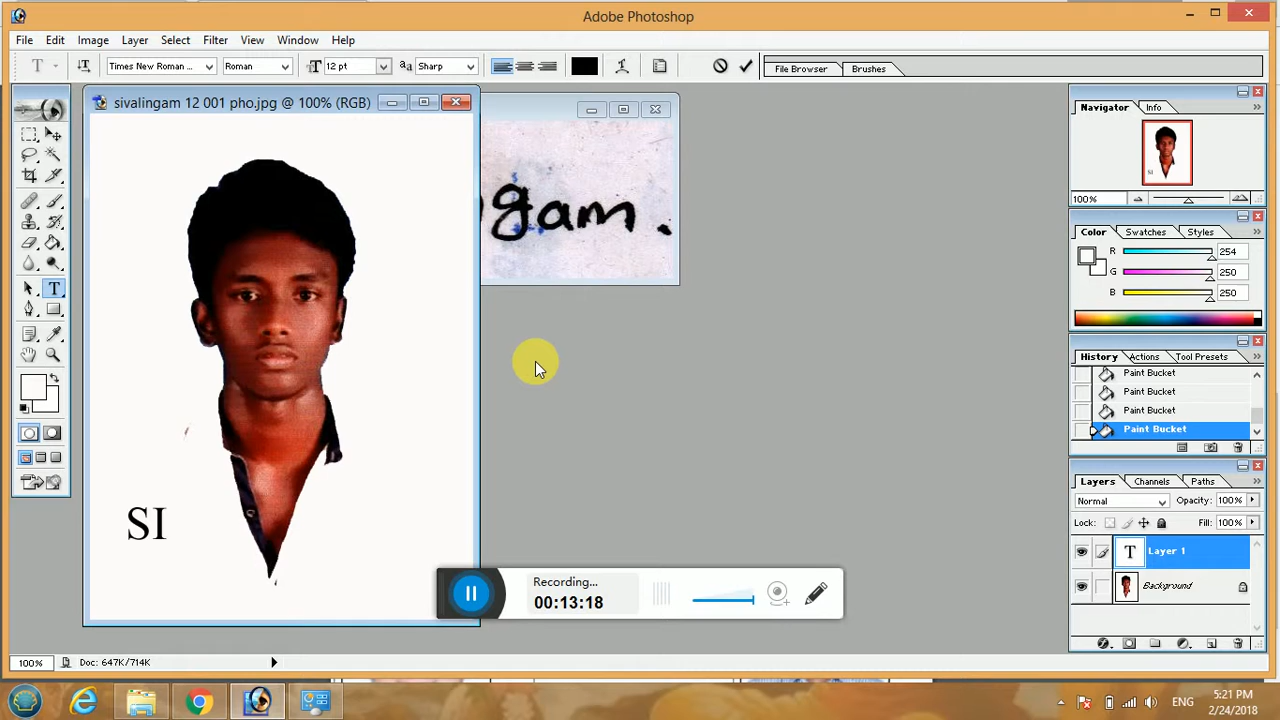 Adobe Photoshop
File Edit Image Layer Select Filter View Window Help
T Times New Roman ... Roman T 12 pt aa Sharp File Browser Brushes
sivalingam 12 001 pho.jpg @ 100% (RGB)
gam.
SI
Navigator Info
SI
100%
Color Swatches Styles
R 254
G 250
B 250
History Actions Tool Presets
Paint Bucket
Paint Bucket
Paint Bucket
Paint Bucket
Layers Channels Paths
Normal Opacity: 100%
Lock: Fill: 100%
T Layer 1
Background
Recording...
00:13:18
100% Doc: 647K/714K
ENG
5:21 PM
2/24/2018